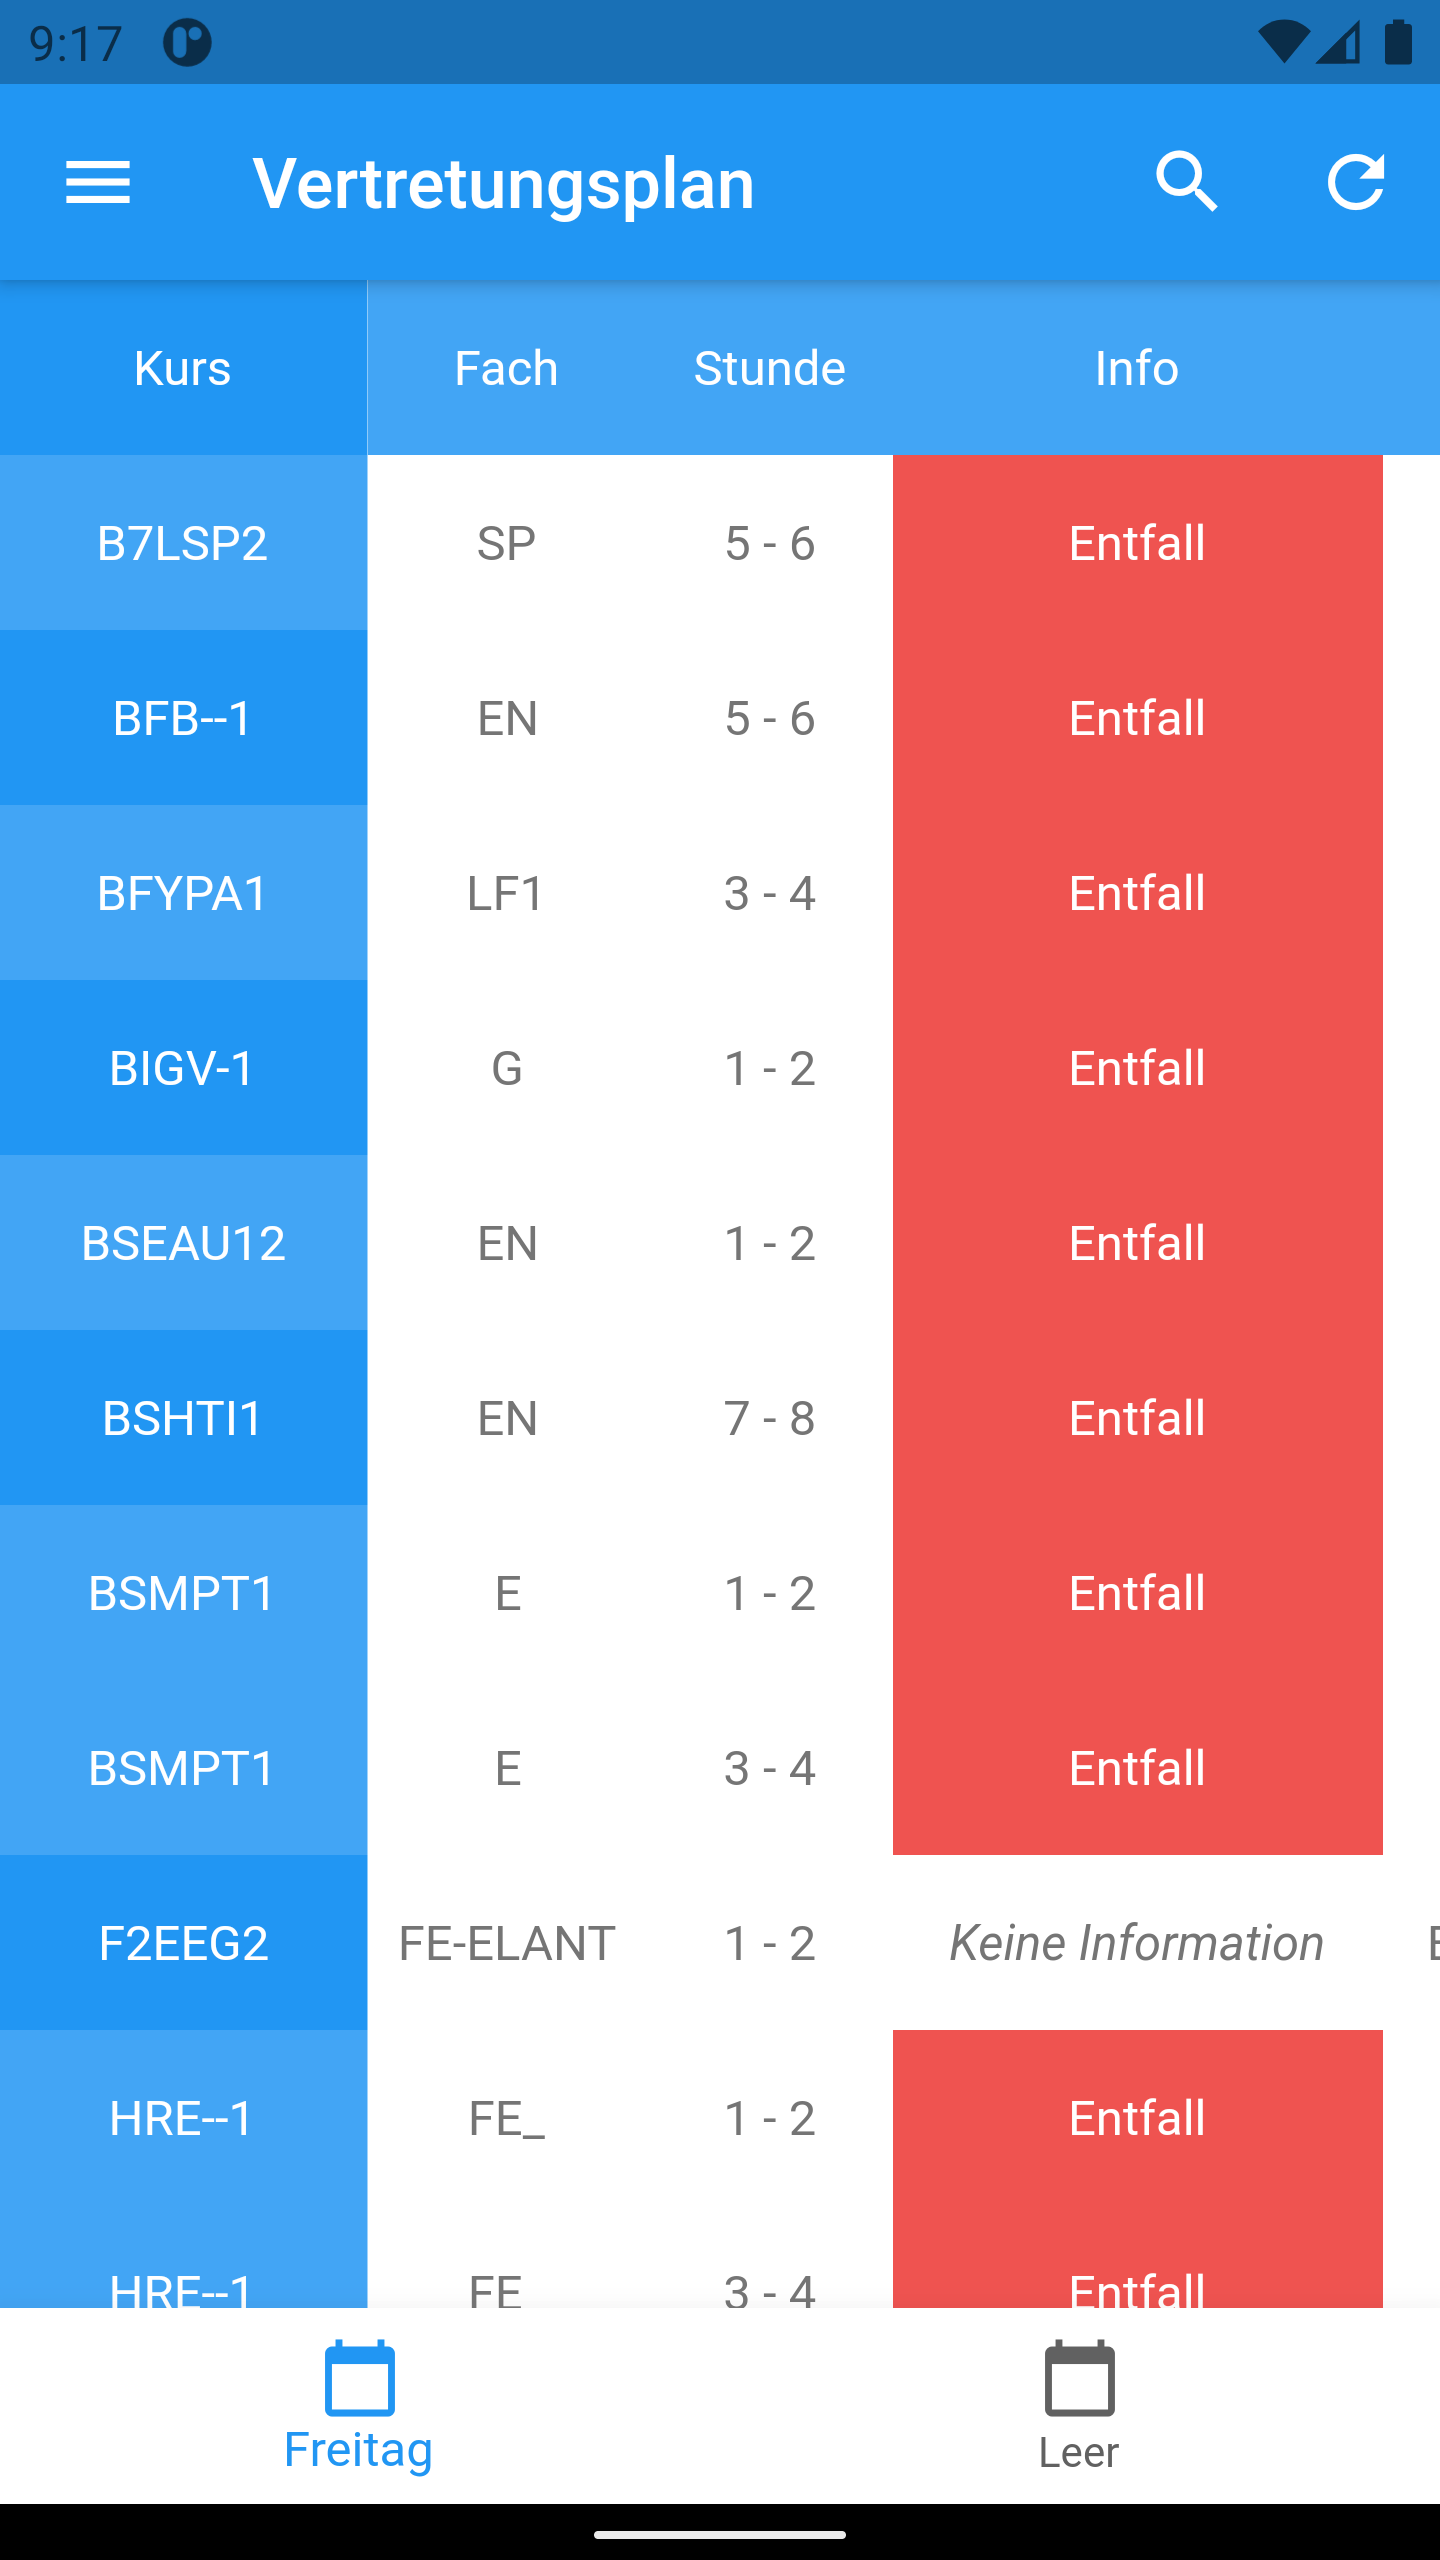 9:17
Vertretungsplan
Kurs Fach Stunde Info
B7LSP2 SP 5 - 6 Entfall
BFB--1 EN 5 - 6 Entfall
BFYPA1 LF1 3 - 4 Entfall
BIGV-1 G 1 - 2 Entfall
BSEAU12 EN 1 - 2 Entfall
BSHTI1 EN 7 - 8 Entfall
BSMPT1 E 1 - 2 Entfall
BSMPT1 E 3 - 4 Entfall
F2EEG2 FE-ELANT 1 - 2 Keine Information
HRE--1 FE_ 1 - 2 Entfall
HRE--1 FE 3 - 4 Entfall
Freitag Leer